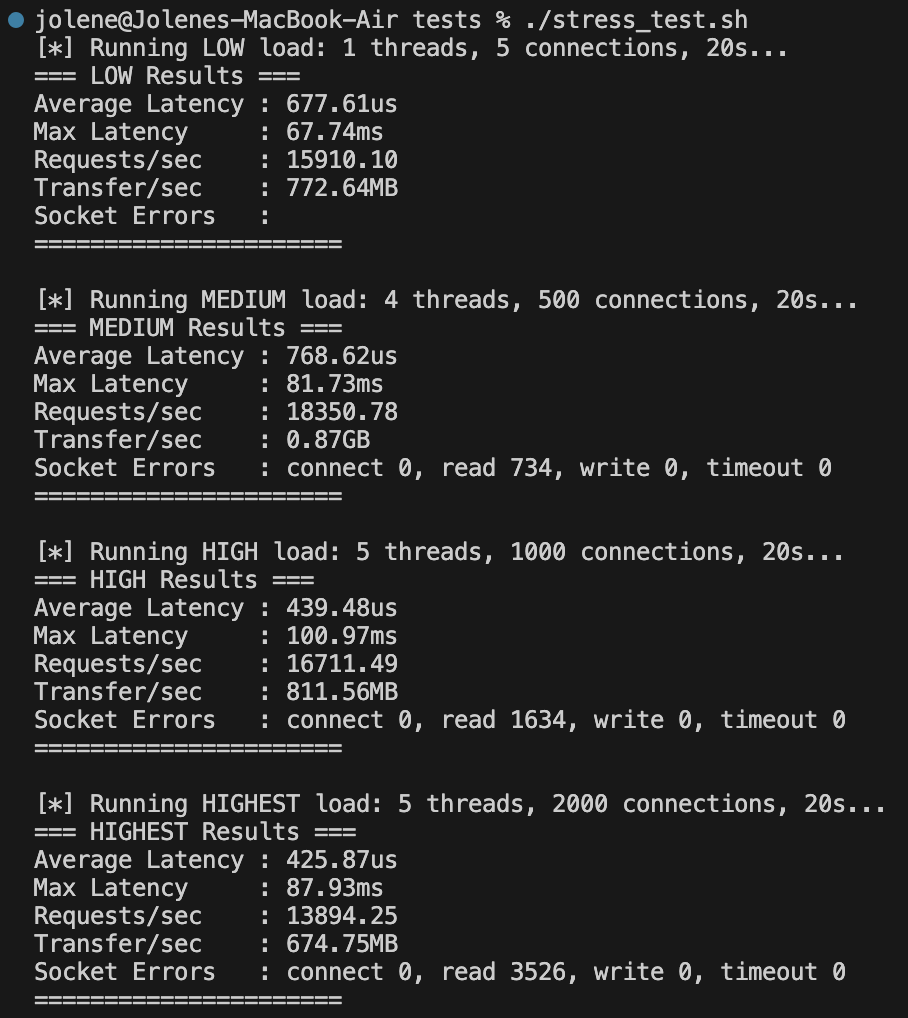 jolene@Jolenes-MacBook-Air tests % ./stress_test.sh
[*] Running LOW load: 1 threads, 5 connections, 20s...
=== LOW Results ===
Average Latency : 677.61us
Max Latency     : 67.74ms
Requests/sec    : 15910.10
Transfer/sec    : 772.64MB
Socket Errors   :
======================

[*] Running MEDIUM load: 4 threads, 500 connections, 20s...
=== MEDIUM Results ===
Average Latency : 768.62us
Max Latency     : 81.73ms
Requests/sec    : 18350.78
Transfer/sec    : 0.87GB
Socket Errors   : connect 0, read 734, write 0, timeout 0
======================

[*] Running HIGH load: 5 threads, 1000 connections, 20s...
=== HIGH Results ===
Average Latency : 439.48us
Max Latency     : 100.97ms
Requests/sec    : 16711.49
Transfer/sec    : 811.56MB
Socket Errors   : connect 0, read 1634, write 0, timeout 0
======================

[*] Running HIGHEST load: 5 threads, 2000 connections, 20s...
=== HIGHEST Results ===
Average Latency : 425.87us
Max Latency     : 87.93ms
Requests/sec    : 13894.25
Transfer/sec    : 674.75MB
Socket Errors   : connect 0, read 3526, write 0, timeout 0
======================